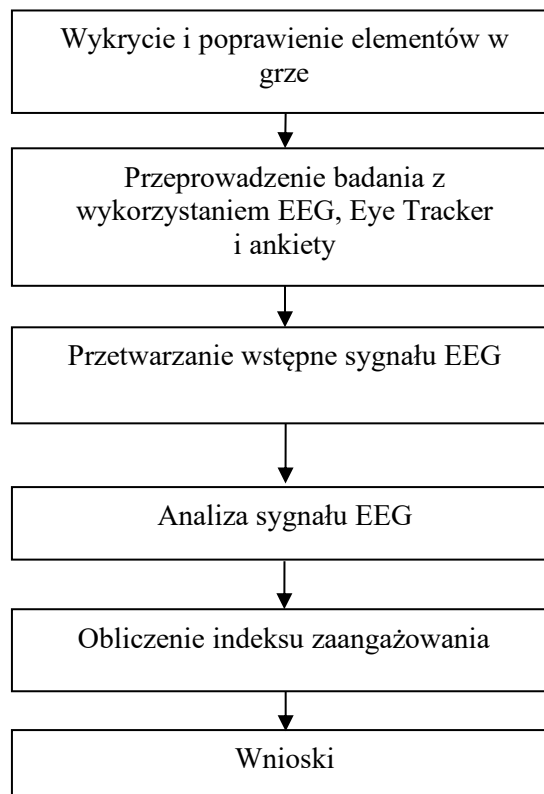 Wykrycie i poprawienie elementów w
grze
Przeprowadzenie badania z
wykorzystaniem EEG, Eye Tracker
i ankiety
Przetwarzanie wstępne sygnału EEG
Analiza sygnału EEG
Obliczenie indeksu zaangażowania
Wnioski